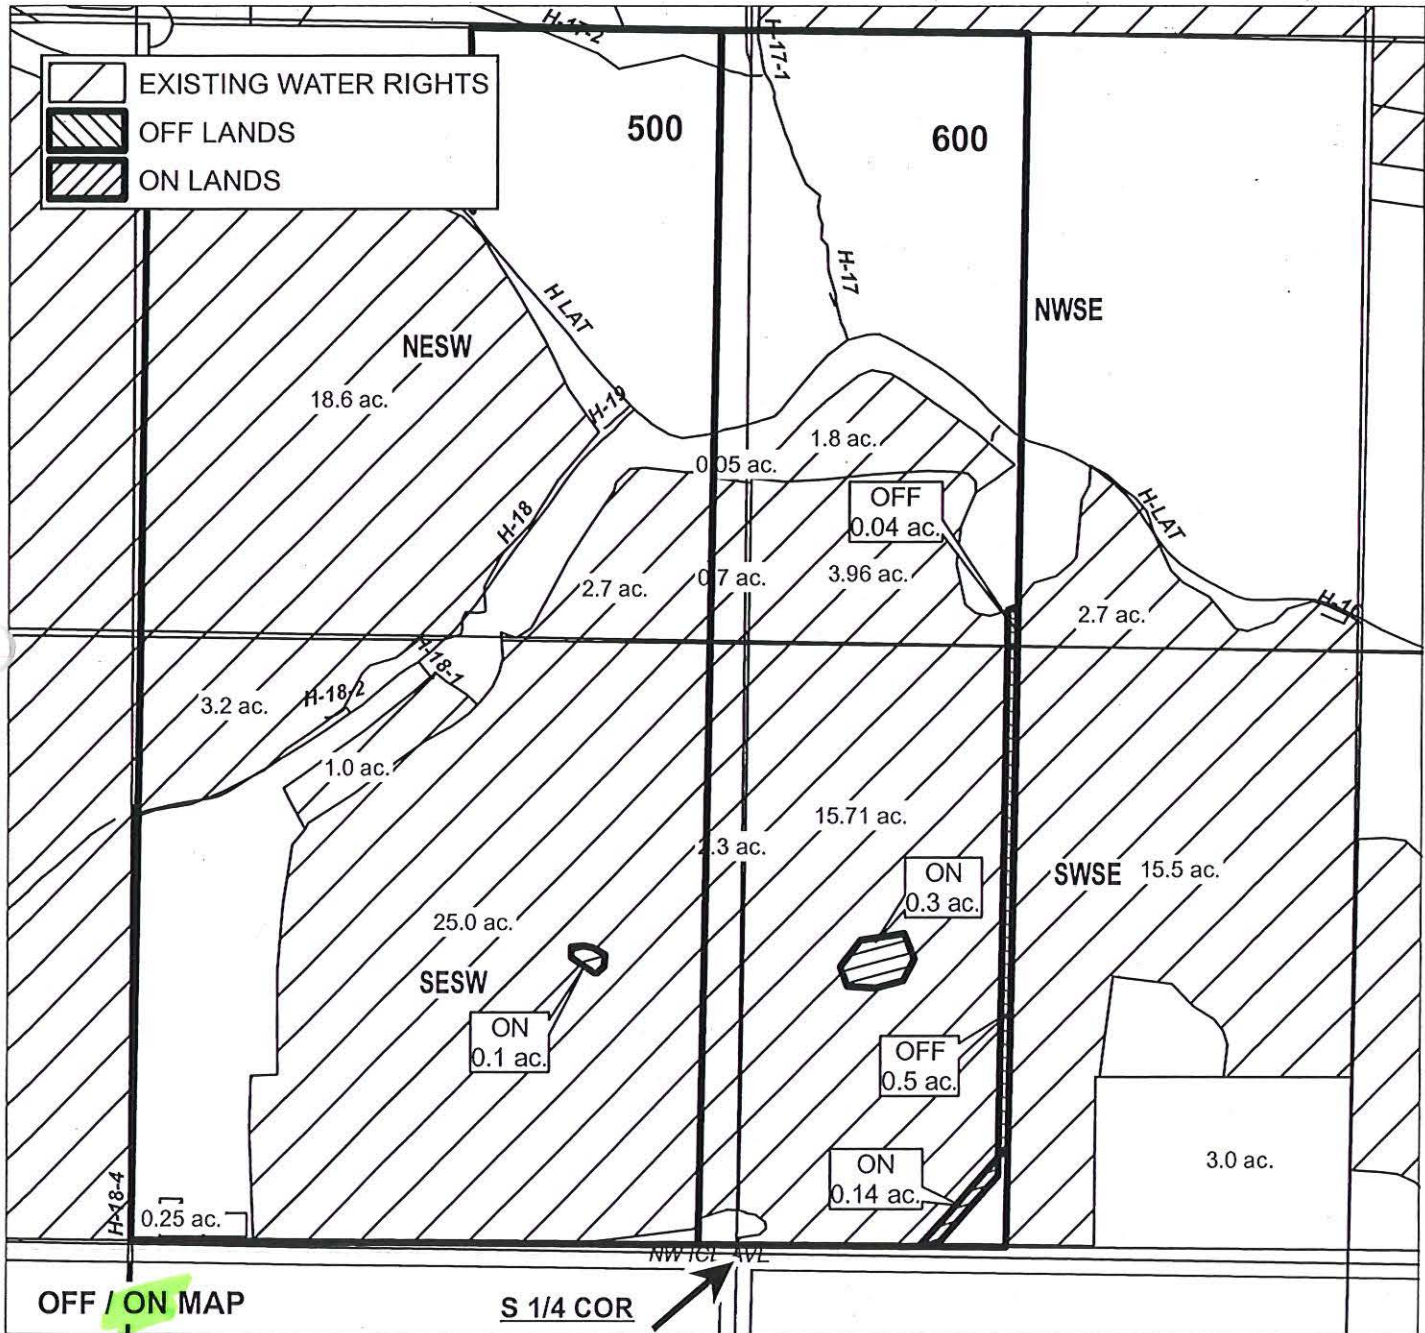 H-17-2
H-17-1
EXISTING WATER RIGHTS
OFF LANDS
ON LANDS
500
600
H-17
H LAT
NWSE
NESW
18.6 ac.
H-19
1.8 ac.
0.05 ac.
OFF
0.04 ac.
H-LAT
H-18
2.7 ac.
0.7 ac.
3.96 ac.
2.7 ac.
H-16
H-18-1
3.2 ac.
H-18-2
1.0 ac.
15.71 ac.
2.3 ac.
ON
0.3 ac.
SWSE
15.5 ac.
25.0 ac.
SESW
ON
0.1 ac.
OFF
0.5 ac.
ON
0.14 ac.
3.0 ac.
H-18-4
0.25 ac.
OFF / ON MAP
S 1/4 COR